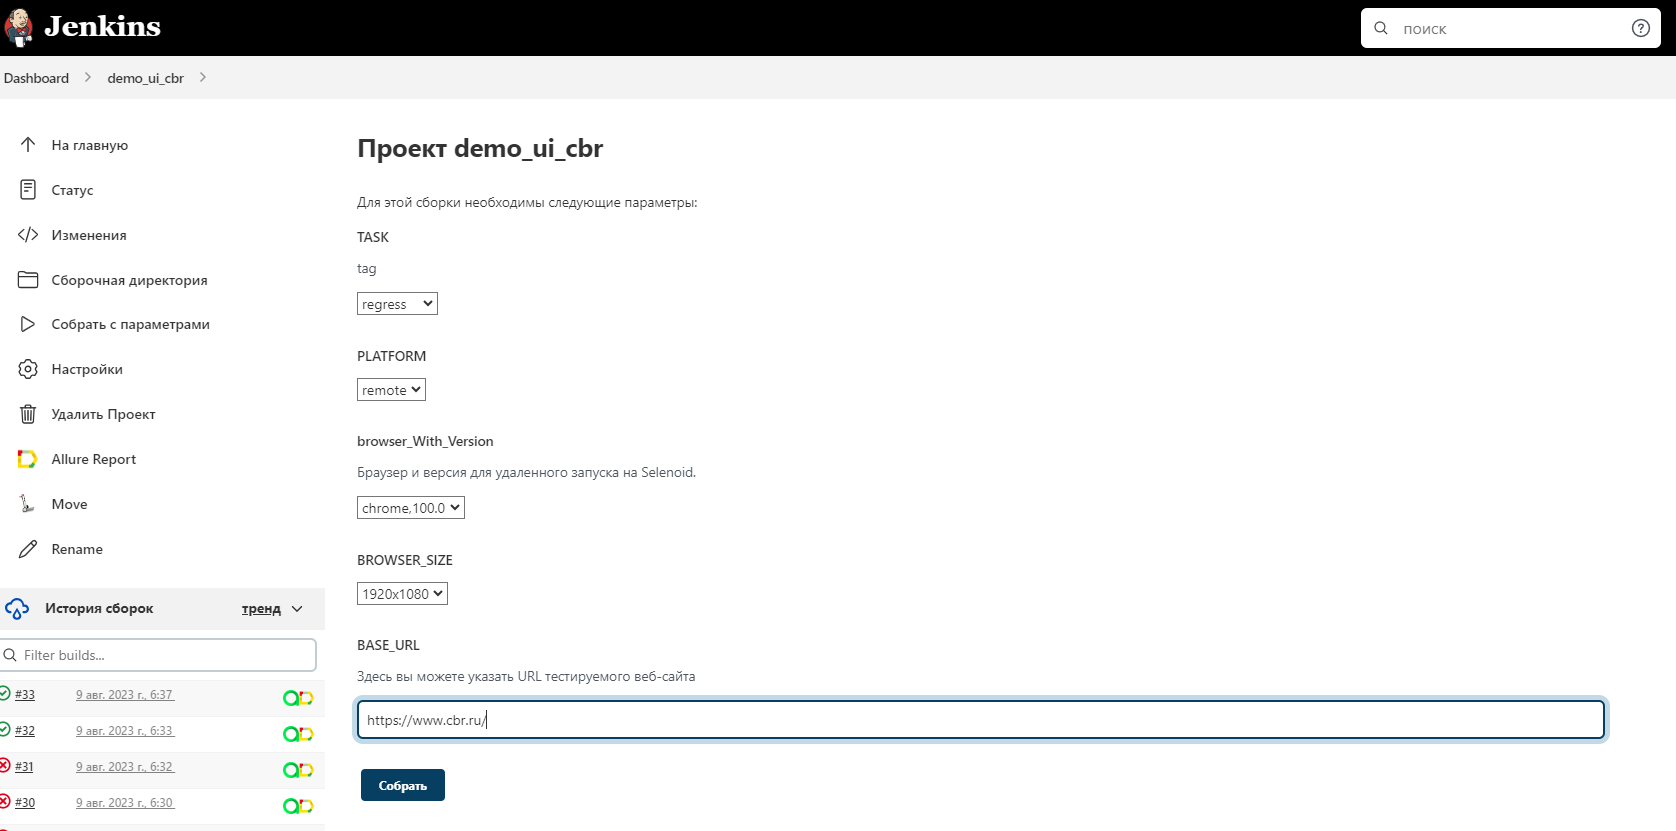 Jenkins
поиск
Dashboard
demo_ui_cbr
На главную
Статус
Изменения
Сборочная директория
Собрать с параметрами
Настройки
Удалить Проект
Allure Report
Move
Rename
История сборок
тренд
Filter builds...
#33 9 авг. 2023 г., 6:37
#32 9 авг. 2023 г., 6:33
#31 9 авг. 2023 г., 6:32
#30 9 авг. 2023 г., 6:30
Проект demo_ui_cbr
Для этой сборки необходимы следующие параметры:
TASK
tag
regress
PLATFORM
remote
browser_With_Version
Браузер и версия для удаленного запуска на Selenoid.
chrome,100.0
BROWSER_SIZE
1920x1080
BASE_URL
Здесь вы можете указать URL тестируемого веб-сайта
https://www.cbr.ru/
Собрать